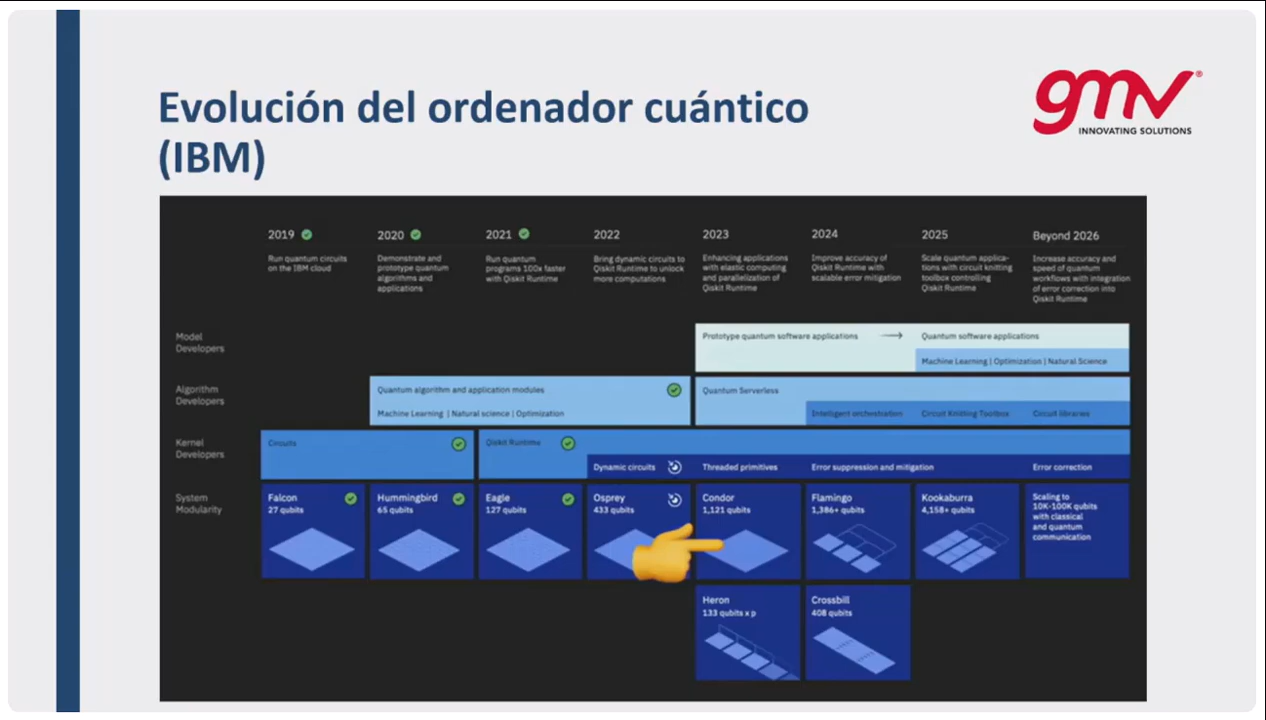 Evolución del ordenador cuántico
(IBM)
gmv®
INNOVATING SOLUTIONS
2019
Run quantum circuits
on the IBM cloud
2020
Demonstrate and
prototype quantum
algorithms and
applications
2021
Run quantum
programs 100x faster
with Qiskit Runtime
2022
Bring dynamic circuits to
Qiskit Runtime to unlock
more computations
2023
Enhancing applications
with elastic computing
and parallelization of
Qiskit Runtime
2024
Improve accuracy of
Qiskit Runtime with
scalable error mitigation
2025
Scale quantum applica-
tions with circuit knitting
toolbox controlling
Qiskit Runtime
Beyond 2026
Increase accuracy and
speed of quantum
workflows with integration
of error correction into
Qiskit Runtime
Model
Developers
Prototype quantum software applications →
Quantum software applications
Machine Learning | Optimization | Natural Science
Algorithm
Developers
Quantum algorithm and application modules
Machine Learning | Natural science | Optimization
Quantum Serverless
Intelligent orchestration
Circuit Knitting Toolbox
Circuit libraries
Kernel
Developers
Circuits
Qiskit Runtime
Dynamic circuits
Threaded primitives
Error suppression and mitigation
Error correction
System
Modularity
Falcon
27 qubits
Hummingbird
65 qubits
Eagle
127 qubits
Osprey
433 qubits
Condor
1,121 qubits
Flamingo
1,386+ qubits
Kookaburra
4,158+ qubits
Scaling to
10K-100K qubits
with classical
and quantum
communication
Heron
133 qubits x p
Crossbill
408 qubits